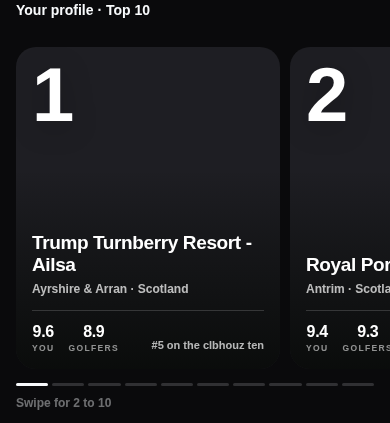 Your profile · Top 10
1
Trump Turnberry Resort -
Ailsa
Ayrshire & Arran · Scotland
9.6
8.9
YOU
GOLFERS
#5 on the clbhouz ten
2
Royal Por
Antrim · Scotla
9.4
9.3
YOU
GOLFERS
Swipe for 2 to 10